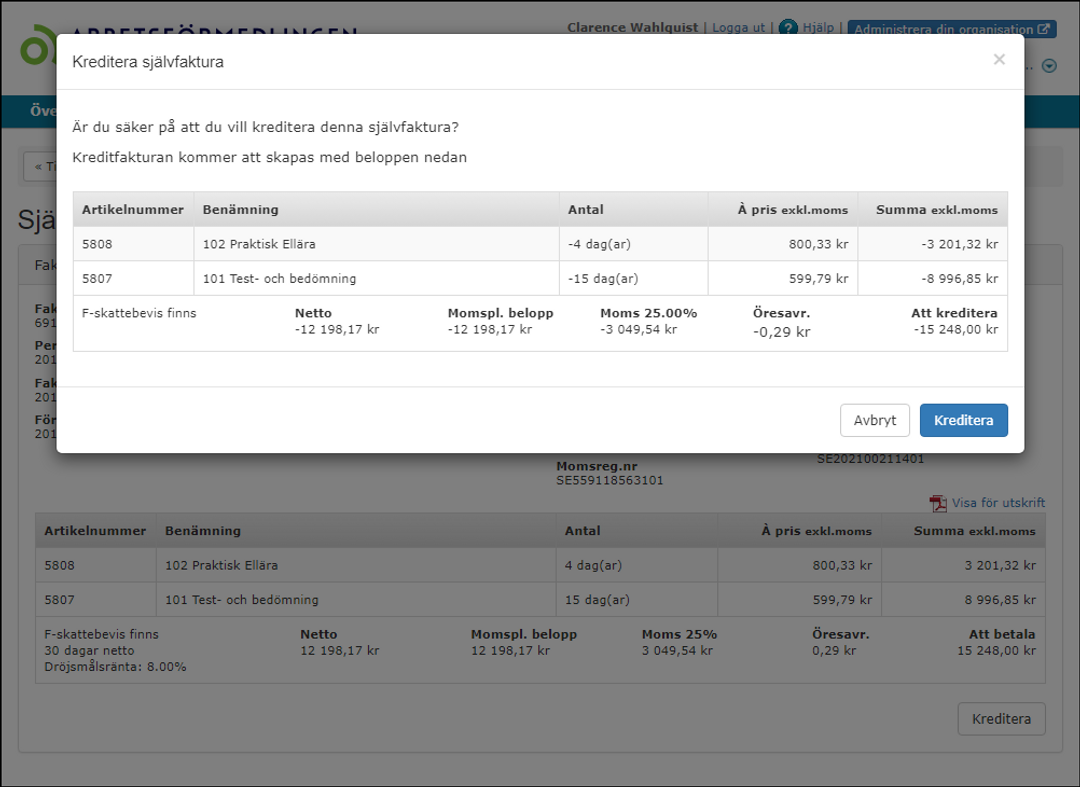 Clarence Wahlquist | Logga ut | ? Hjälp | Administrera din organisation
Kreditera självfaktura ×
Är du säker på att du vill kreditera denna självfaktura?
Kreditfakturan kommer att skapas med beloppen nedan
Artikelnummer Benämning Antal À pris exkl.moms Summa exkl.moms
5808 102 Praktisk Ellära -4 dag(ar) 800,33 kr -3 201,32 kr
5807 101 Test- och bedömning -15 dag(ar) 599,79 kr -8 996,85 kr
F-skattebevis finns Netto Momspl. belopp Moms 25.00% Öresavr. Att kreditera
-12 198,17 kr -12 198,17 kr -3 049,54 kr -0,29 kr -15 248,00 kr
Avbryt Kreditera
SE202100211401
Momsreg.nr
SE559118563101
Visa för utskrift
Artikelnummer Benämning Antal À pris exkl.moms Summa exkl.moms
5808 102 Praktisk Ellära 4 dag(ar) 800,33 kr 3 201,32 kr
5807 101 Test- och bedömning 15 dag(ar) 599,79 kr 8 996,85 kr
F-skattebevis finns Netto Momspl. belopp Moms 25% Öresavr. Att betala
30 dagar netto 12 198,17 kr 12 198,17 kr 3 049,54 kr 0,29 kr 15 248,00 kr
Dröjsmålsränta: 8.00%
Kreditera